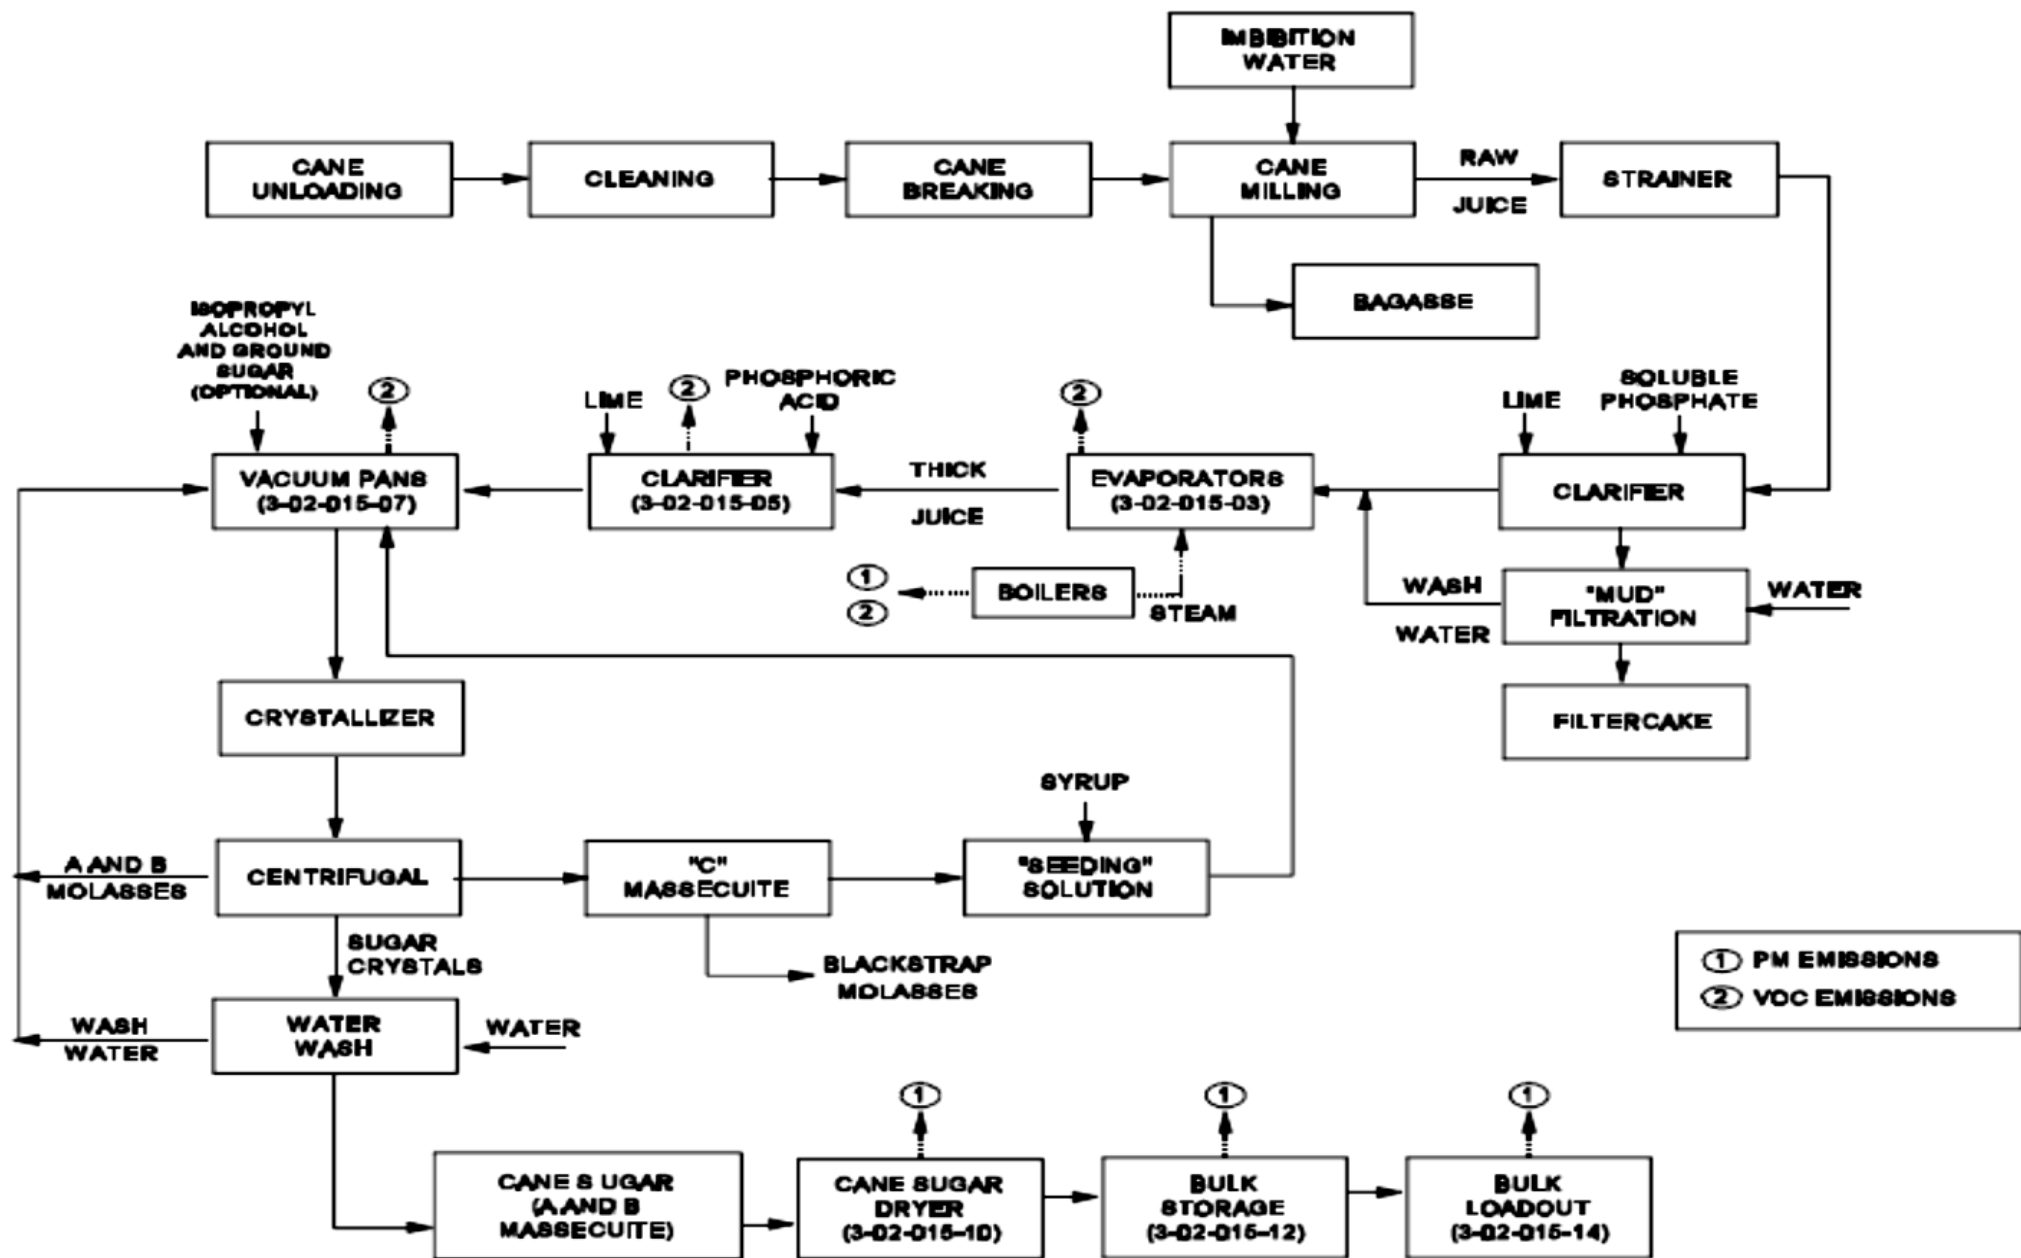 IMBIBITION
WATER
CANE
UNLOADING
CLEANING
CANE
BREAKING
CANE
MILLING
RAW
JUICE
STRAINER
BAGASSE
ISOPROPYL
ALCOHOL
AND GROUND
SUGAR
(OPTIONAL)
2
LIME
2
PHOSPHORIC
ACID
2
LIME
SOLUBLE
PHOSPHATE
VACUUM PANS
(3-02-015-07)
CLARIFIER
(3-02-015-05)
THICK
JUICE
EVAPORATORS
(3-02-015-03)
CLARIFIER
1
2
BOILERS
STEAM
WASH
WATER
"MUD"
FILTRATION
WATER
CRYSTALLIZER
FILTERCAKE
SYRUP
A AND B
MOLASSES
CENTRIFUGAL
"C"
MASSECUITE
"SEEDING"
SOLUTION
SUGAR
CRYSTALS
BLACKSTRAP
MOLASSES
1 PM EMISSIONS
2 VOC EMISSIONS
WASH
WATER
WATER
WASH
WATER
1
1
1
CANE SUGAR
(A AND B
MASSECUITE)
CANE SUGAR
DRYER
(3-02-015-10)
BULK
STORAGE
(3-02-015-12)
BULK
LOADOUT
(3-02-015-14)